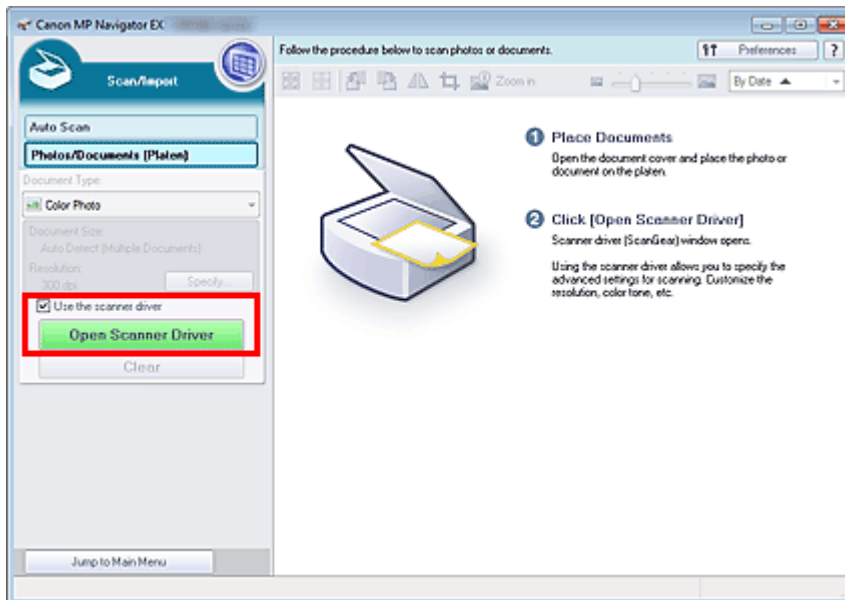 Canon MP Navigator EX
Scan/Import
Follow the procedure below to scan photos or documents.
Preferences
?
Zoom in
By Date
Auto Scan
Photos/Documents (Platen)
Document Type:
Color Photo
Document Size:
Auto Detect (Multiple Documents)
Resolution:
300 dpi
Specify...
Use the scanner driver
Open Scanner Driver
Clear
Jump to Main Menu
1 Place Documents
Open the document cover and place the photo or
document on the platen.
2 Click [Open Scanner Driver]
Scanner driver (ScanGear) window opens.
Using the scanner driver allows you to specify the
advanced settings for scanning. Customize the
resolution, color tone, etc.